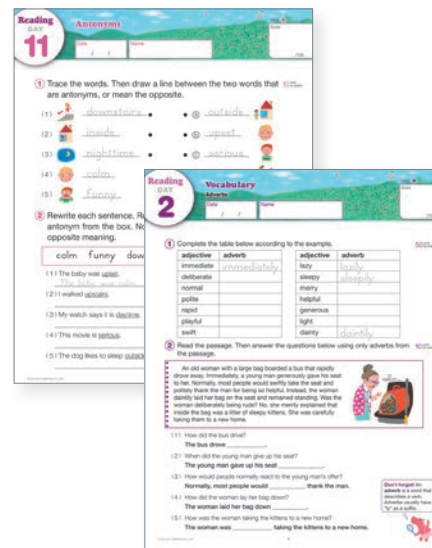 Reading
DAY
11
Antonyms
Date
Name
/ /
① Trace the words. Then draw a line between the two words that
are antonyms, or mean the opposite.
(1) downstairs • • ⓐ outside
(2) inside • • ⓑ upset
(3) nighttime • • ⓒ serious
(4) calm
(5) funny
② Rewrite each sentence. R
antonym from the box. No
opposite meaning.
calm funny dow
(1) The baby was upset.
The baby was calm.
(2) I walked upstairs.
(3) My watch says it is daytime.
(4) This movie is serious.
(5) The dog likes to sleep outsid
Reading
DAY
2
Vocabulary
Adverbs
Date
Name
/ /
① Complete the table below according to the example.
adjective adverb adjective adverb
immediate immediately lazy lazily
deliberate sleepy sleepily
normal merry
polite helpful
rapid generous
playful light
swift dainty daintily
② Read the passage. Then answer the questions below using only adverbs from
the passage.
An old woman with a large bag boarded a bus that rapidly
drove away. Immediately, a young man generously gave his seat
to her. Normally, most people would swiftly take the seat and
politely thank the man for being so helpful. Instead, the woman
daintily laid her bag on the seat and remained standing. Was the
woman deliberately being rude? No, she merrily explained that
inside the bag was a litter of sleepy kittens. She was carefully
taking them to a new home.
(1) How did the bus drive?
The bus drove ____________.
(2) When did the young man give up his seat?
The young man gave up his seat ____________.
(3) How would people normally react to the young man's offer?
Normally, most people would ____________ thank the man.
(4) How did the woman lay her bag down?
The woman laid her bag down ____________.
(5) How was the woman taking the kittens to a new home?
The woman was ____________ taking the kittens to a new home.
Don't forget! An
adverb is a word that
describes a verb.
Adverbs usually have
"ly" as a suffix.